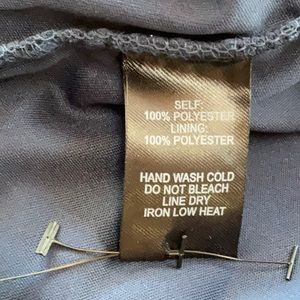 SELF:
100% POLYESTER
LINING:
100% POLYESTER
HAND WASH COLD
DO NOT BLEACH
LINE DRY
IRON LOW HEAT